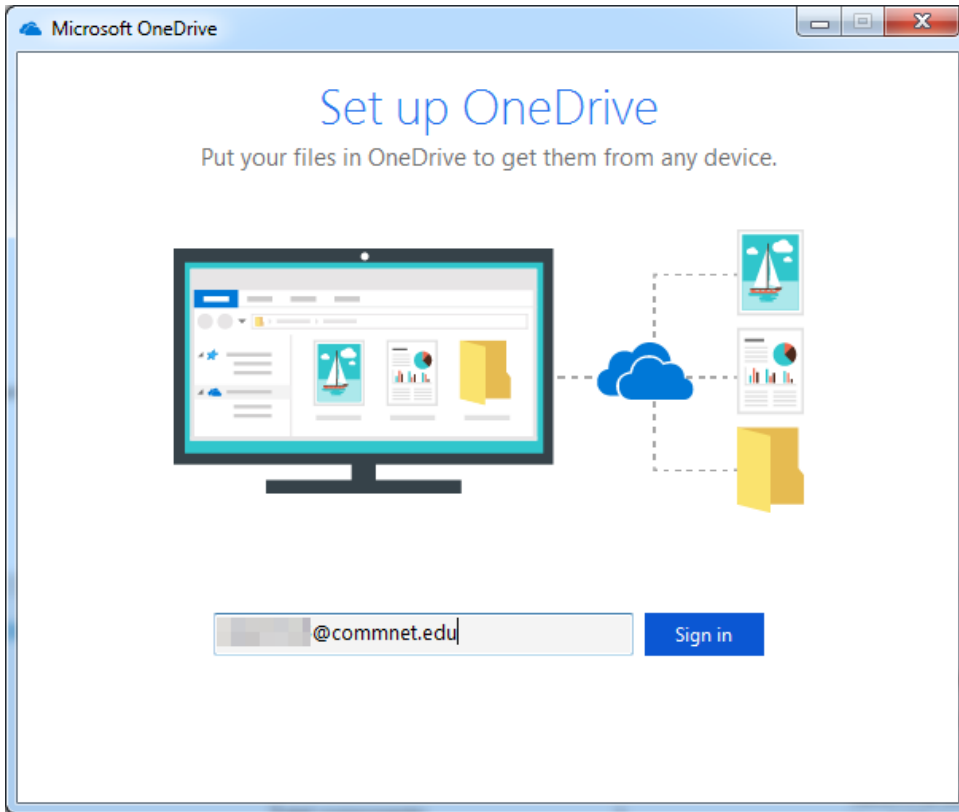 Microsoft OneDrive
Set up OneDrive
Put your files in OneDrive to get them from any device.
@commnet.edu
Sign in